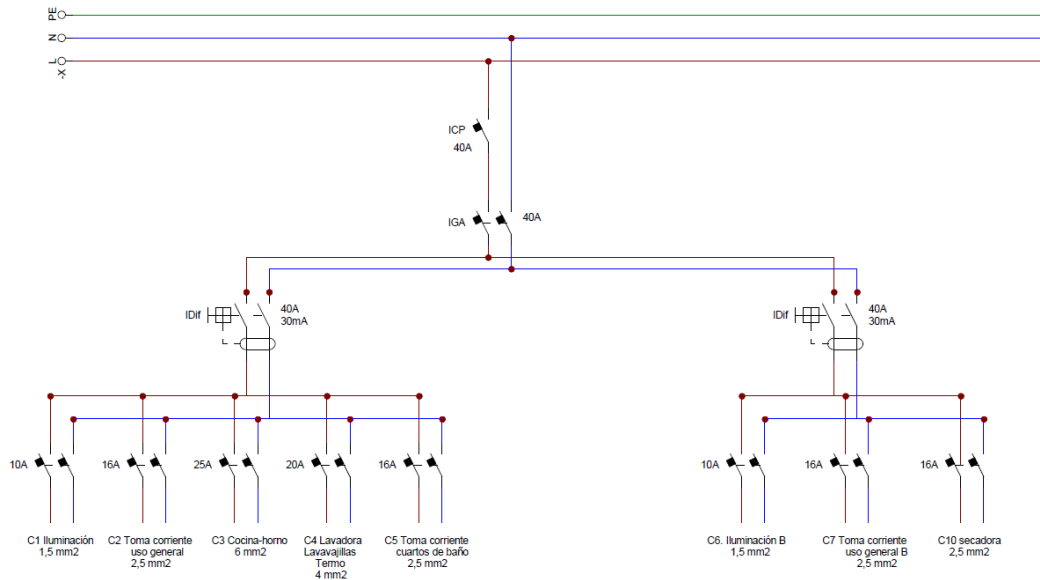 PE
N
L
-X
ICP
40A
IGA
40A
IDif
40A
30mA
IDif
40A
30mA
10A
16A
25A
20A
16A
10A
16A
16A
C1 Iluminación
1,5 mm2
C2 Toma corriente
uso general
2,5 mm2
C3 Cocina-horno
6 mm2
C4 Lavadora
Lavavajillas
Termo
4 mm2
C5 Toma corriente
cuartos de baño
2,5 mm2
C6. Iluminación B
1,5 mm2
C7 Toma corriente
uso general B
2,5 mm2
C10 secadora
2,5 mm2